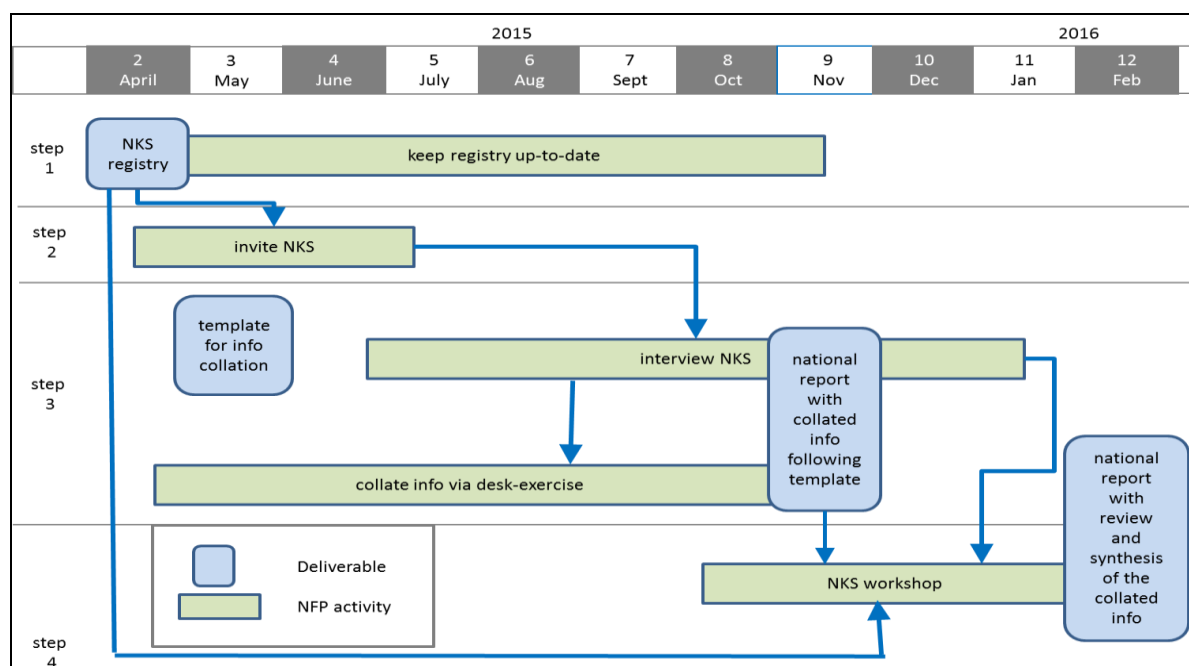 2015
2016
2
April
3
May
4
June
5
July
6
Aug
7
Sept
8
Oct
9
Nov
10
Dec
11
Jan
12
Feb
step
1
NKS
registry
keep registry up-to-date
step
2
invite NKS
step
3
template
for info
collation
interview NKS
national
report
with
collated
info
following
template
collate info via desk-exercise
national
report
with
review
and
synthesis
of the
collated
info
Deliverable
NFP activity
NKS workshop
step
4